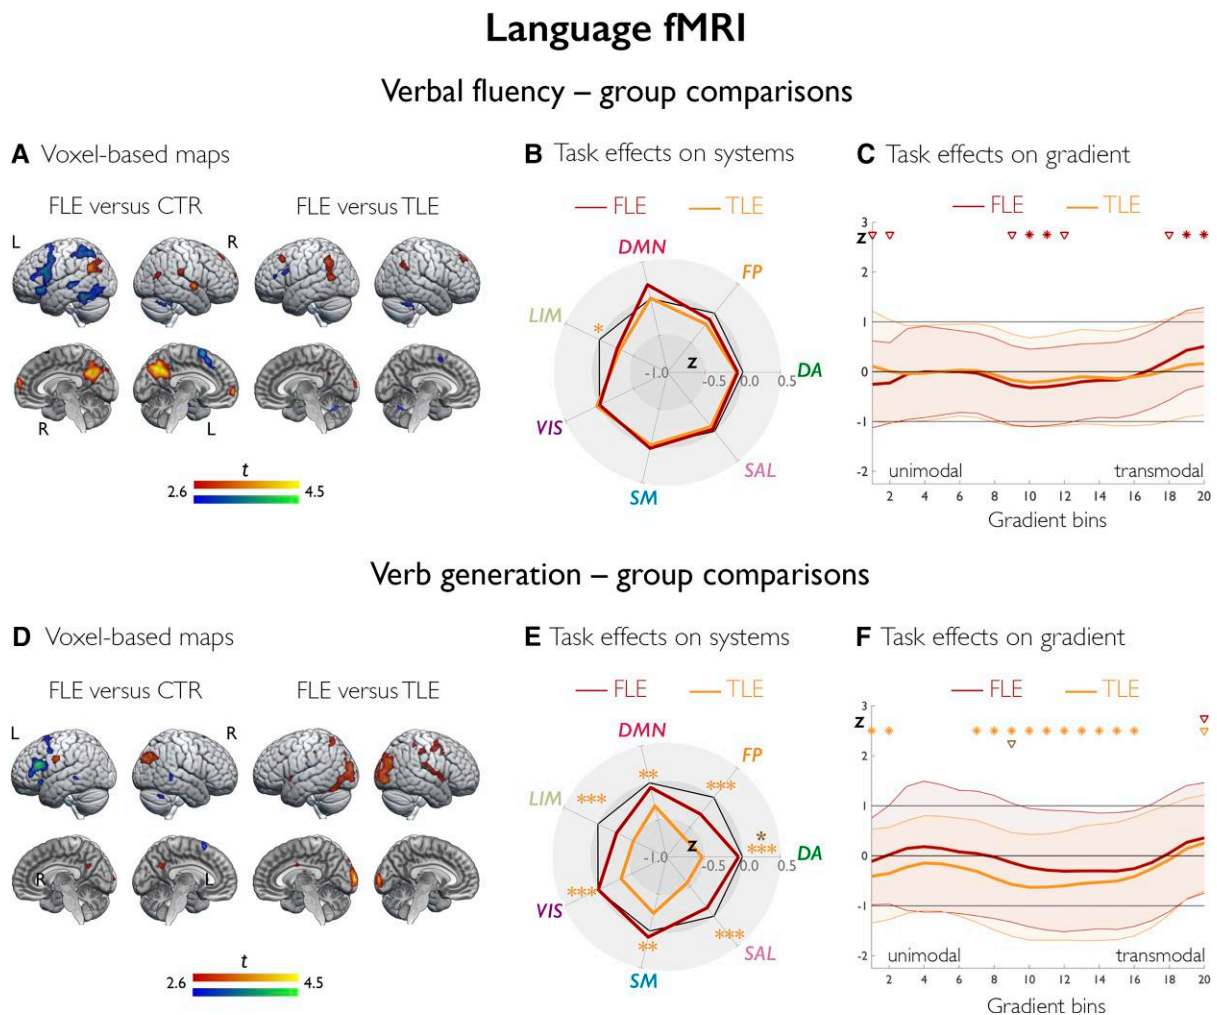 Language fMRI
Verbal fluency – group comparisons
A Voxel-based maps
FLE versus CTR
FLE versus TLE
L
R
R
L
t
2.6
4.5
B Task effects on systems
FLE
TLE
DMN
FP
LIM
*
z
DA
-1.0
-0.5
0.0
0.5
VIS
SAL
SM
C Task effects on gradient
FLE
TLE
3
z
* * * *
2
1
0
-1
-2
unimodal
transmodal
2 4 6 8 10 12 14 16 18 20
Gradient bins
Verb generation – group comparisons
D Voxel-based maps
FLE versus CTR
FLE versus TLE
L
R
R
L
t
2.6
4.5
E Task effects on systems
FLE
TLE
DMN
FP
**
***
LIM
***
*
z
***
DA
-1.0
-0.5
0.0
0.5
***
VIS
***
SAL
**
SM
F Task effects on gradient
FLE
TLE
3
z
* * * * * * * * * * * *
2
1
0
-1
-2
unimodal
transmodal
2 4 6 8 10 12 14 16 18 20
Gradient bins